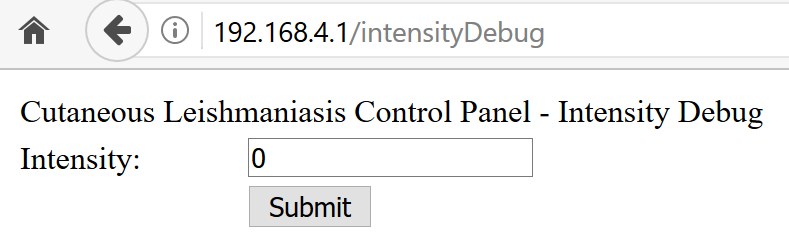 192.168.4.1/intensityDebug
Cutaneous Leishmaniasis Control Panel - Intensity Debug
Intensity: 0
Submit